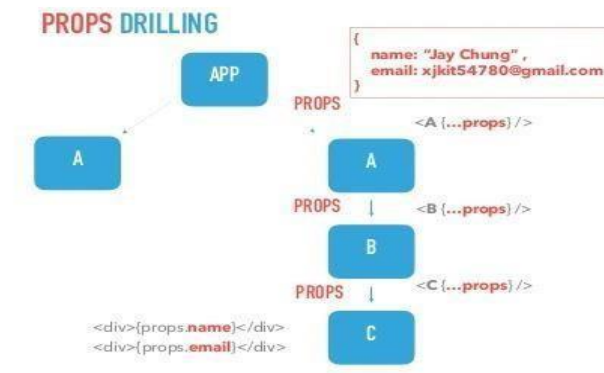 PROPS DRILLING
{
name: “Jay Chung” ,
email: xjkit54780@gmail.com
}
APP
PROPS
<A {...props} />
A
A
PROPS
<B {...props} />
B
PROPS
<C {...props} />
<div>{props.name}</div>
<div>{props.email}</div>
C